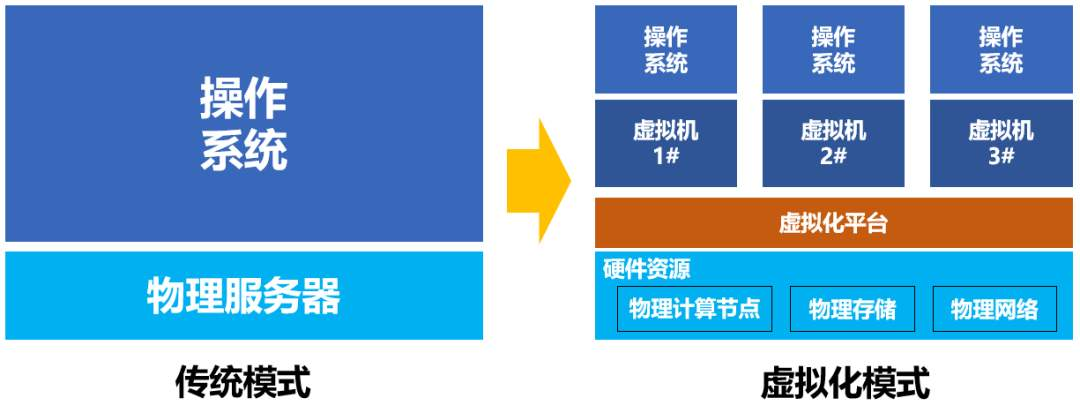 操作
系统
物理服务器
传统模式
操作
系统
操作
系统
操作
系统
虚拟机
1#
虚拟机
2#
虚拟机
3#
虚拟化平台
硬件资源
物理计算节点
物理存储
物理网络
虚拟化模式